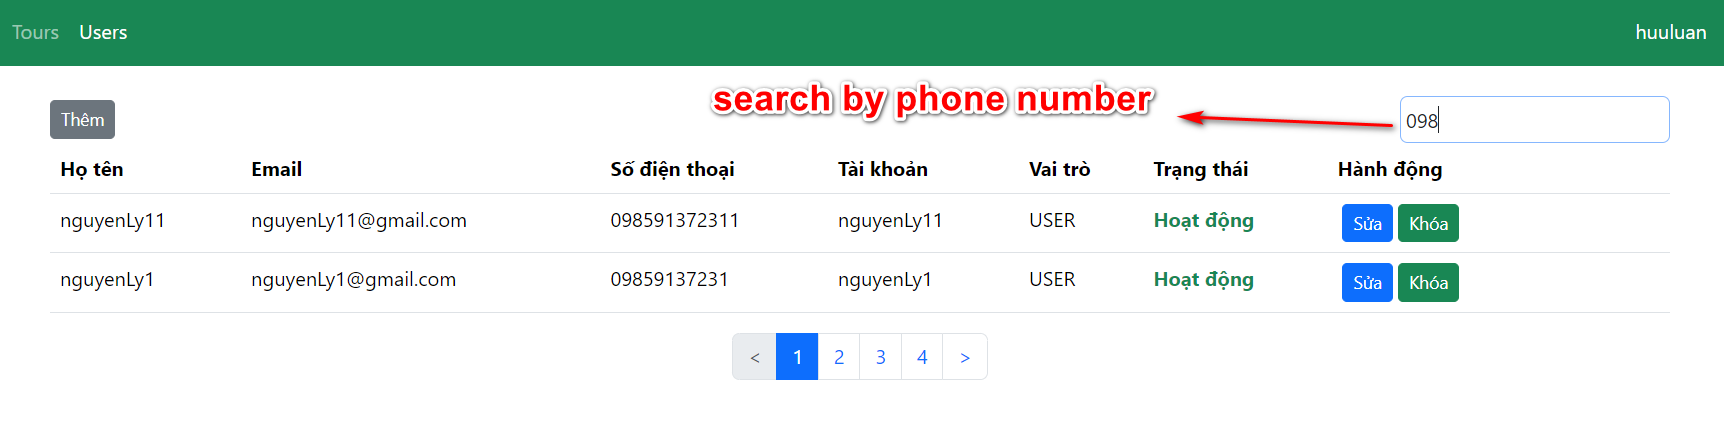 Tours Users huuluan
search by phone number
Thêm 098
Họ tên Email Số điện thoại Tài khoản Vai trò Trạng thái Hành động
nguyenLy11 nguyenLy11@gmail.com 098591372311 nguyenLy11 USER Hoạt động Sửa Khóa
nguyenLy1 nguyenLy1@gmail.com 09859137231 nguyenLy1 USER Hoạt động Sửa Khóa
< 1 2 3 4 >